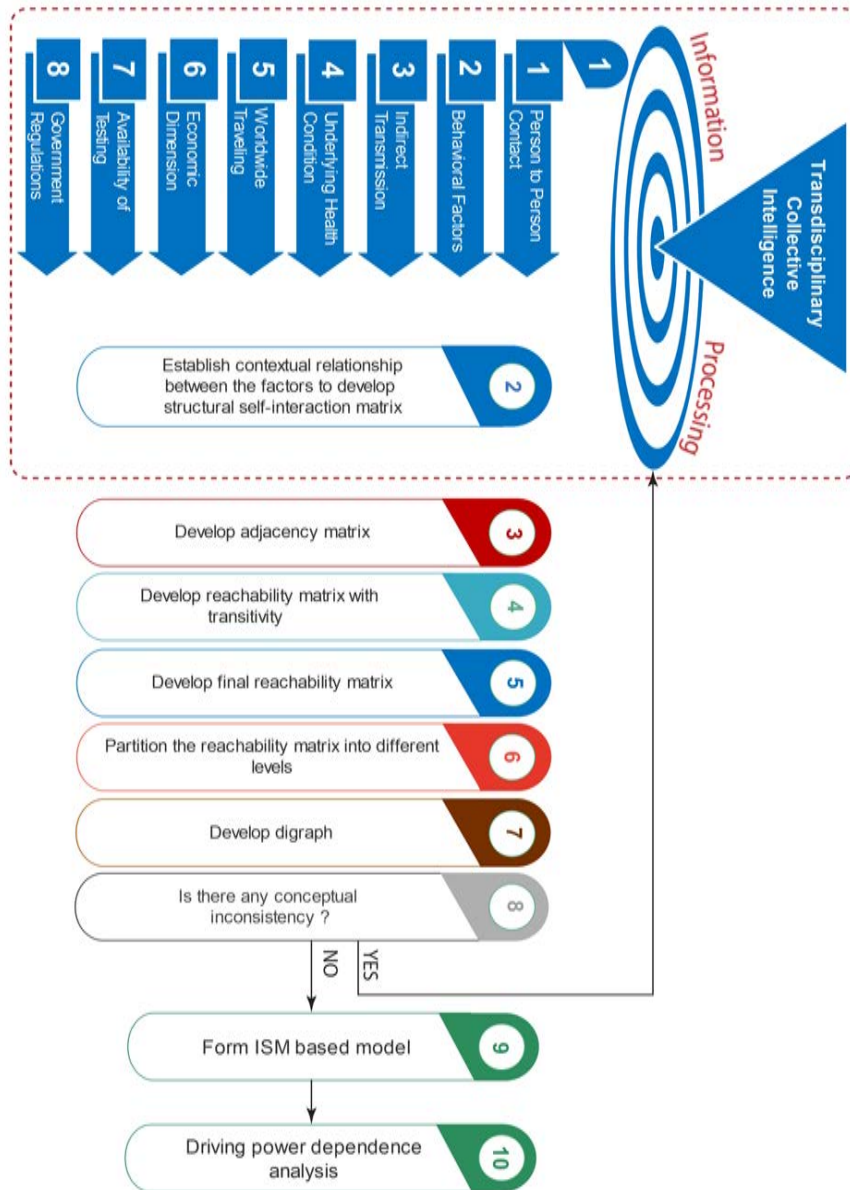 Transdisciplinary
Collective
Intelligence
Information
Processing
1
1
Person to Person
Contact
2
Behavioral Factors
3
Indirect
Transmission
4
Underlying Health
Condition
5
Worldwide
Traveling
6
Economic
Dimension
7
Availability of
Testing
8
Government
Regulations
2
Establish contextual relationship
between the factors to develop
structural self-interaction matrix
3
Develop adjacency matrix
4
Develop reachability matrix with
transitivity
5
Develop final reachability matrix
6
Partition the reachability matrix into different
levels
7
Develop digraph
8
Is there any conceptual
inconsistency ?
YES
NO
9
Form ISM based model
10
Driving power dependence
analysis